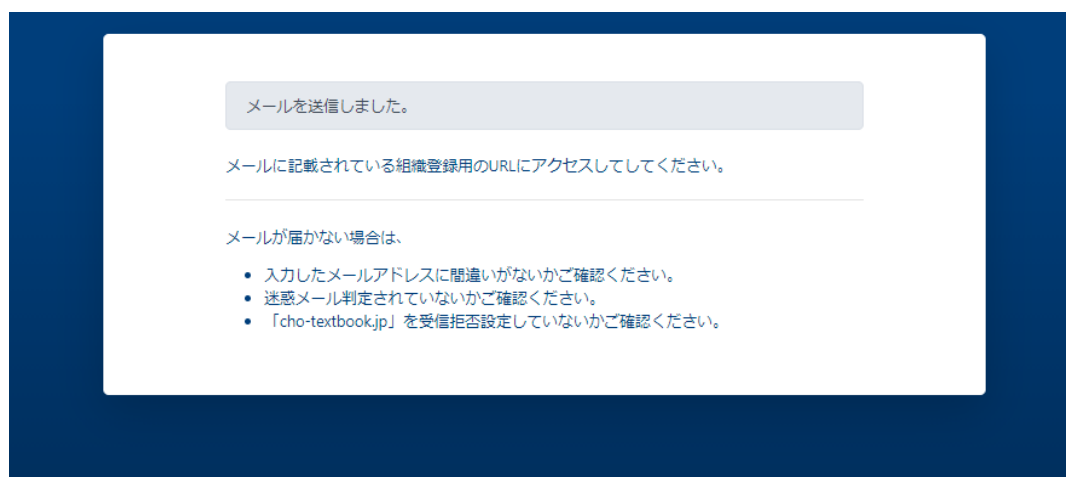 メールを送信しました。
メールに記載されている組織登録用のURLにアクセスしてしてください。
メールが届かない場合は、
• 入力したメールアドレスに間違いがないかご確認ください。
• 迷惑メール判定されていないかご確認ください。
• 「cho-textbook.jp」を受信拒否設定していないかご確認ください。